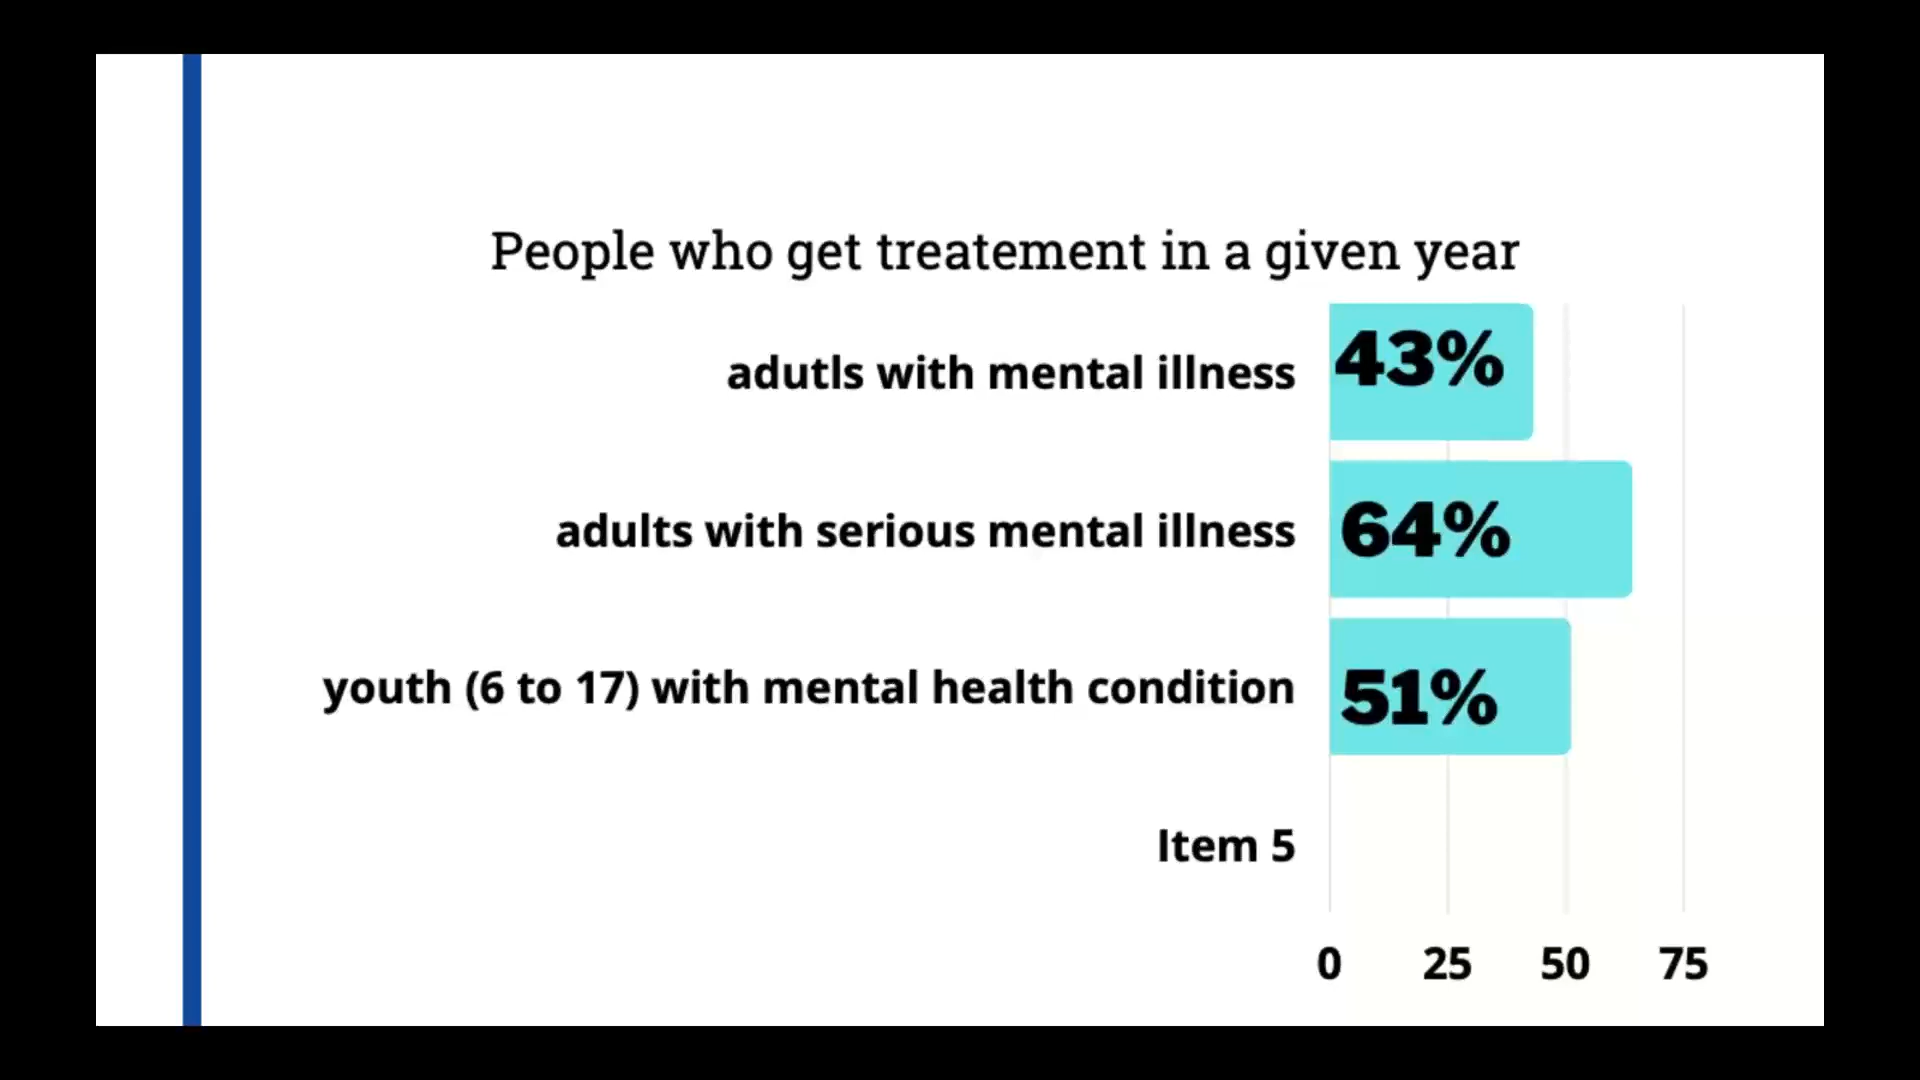 People who get treatement in a given year
adutls with mental illness 43%
adults with serious mental illness 64%
youth (6 to 17) with mental health condition 51%
Item 5
0 25 50 75